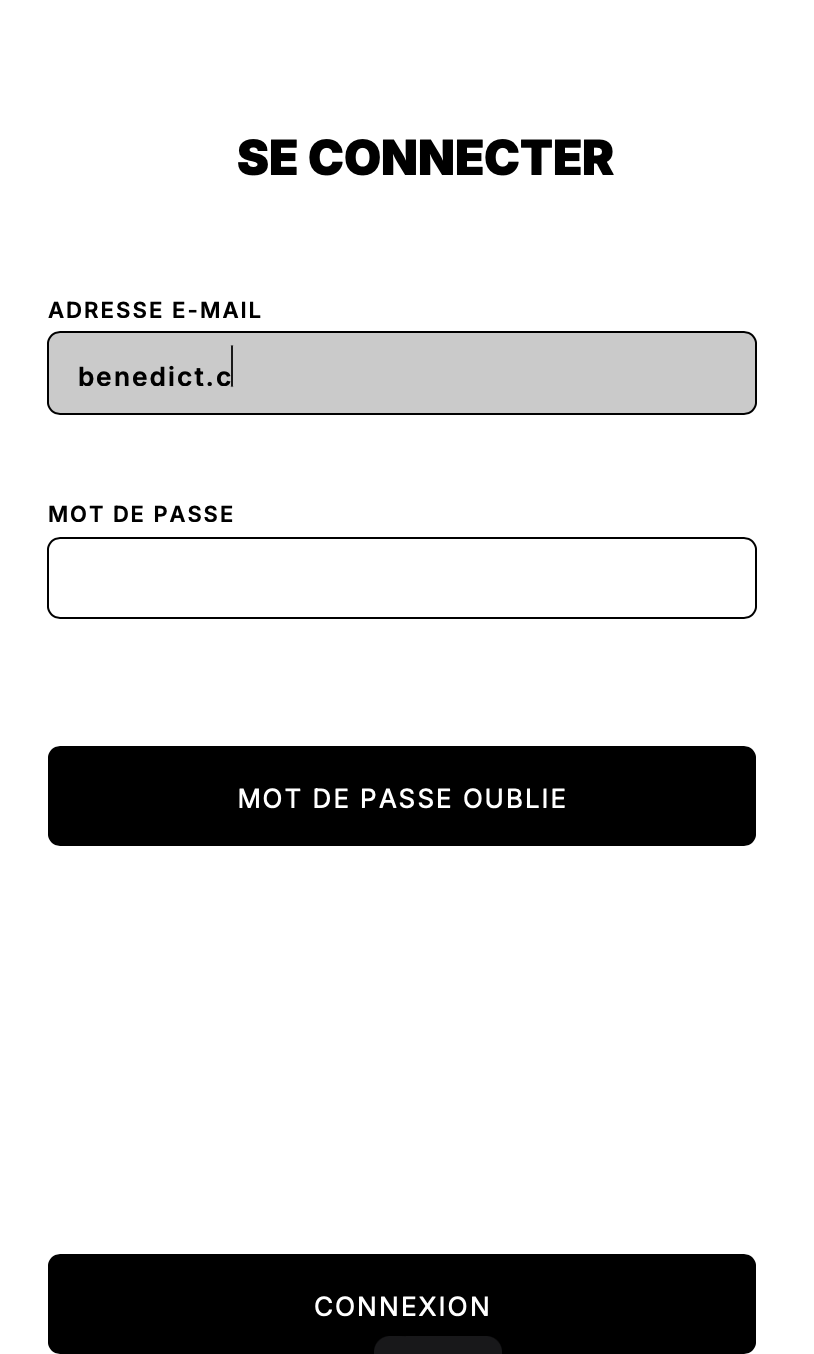 SE CONNECTER
ADRESSE E-MAIL
benedict.c
MOT DE PASSE
MOT DE PASSE OUBLIE
CONNEXION